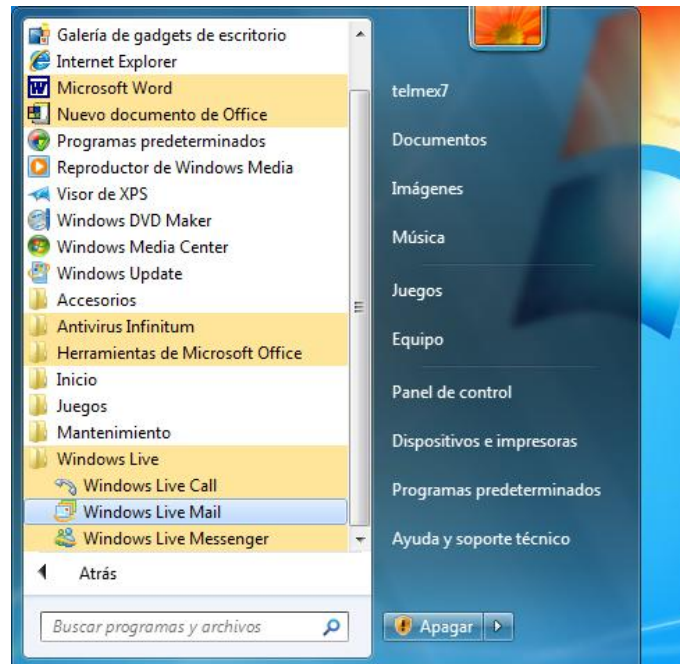 Galería de gadgets de escritorio
Internet Explorer
Microsoft Word
Nuevo documento de Office
Programas predeterminados
Reproductor de Windows Media
Visor de XPS
Windows DVD Maker
Windows Media Center
Windows Update
Accesorios
Antivirus Infinitum
Herramientas de Microsoft Office
Inicio
Juegos
Mantenimiento
Windows Live
Windows Live Call
Windows Live Mail
Windows Live Messenger
Atrás
Buscar programas y archivos
telmex7
Documentos
Imágenes
Música
Juegos
Equipo
Panel de control
Dispositivos e impresoras
Programas predeterminados
Ayuda y soporte técnico
Apagar